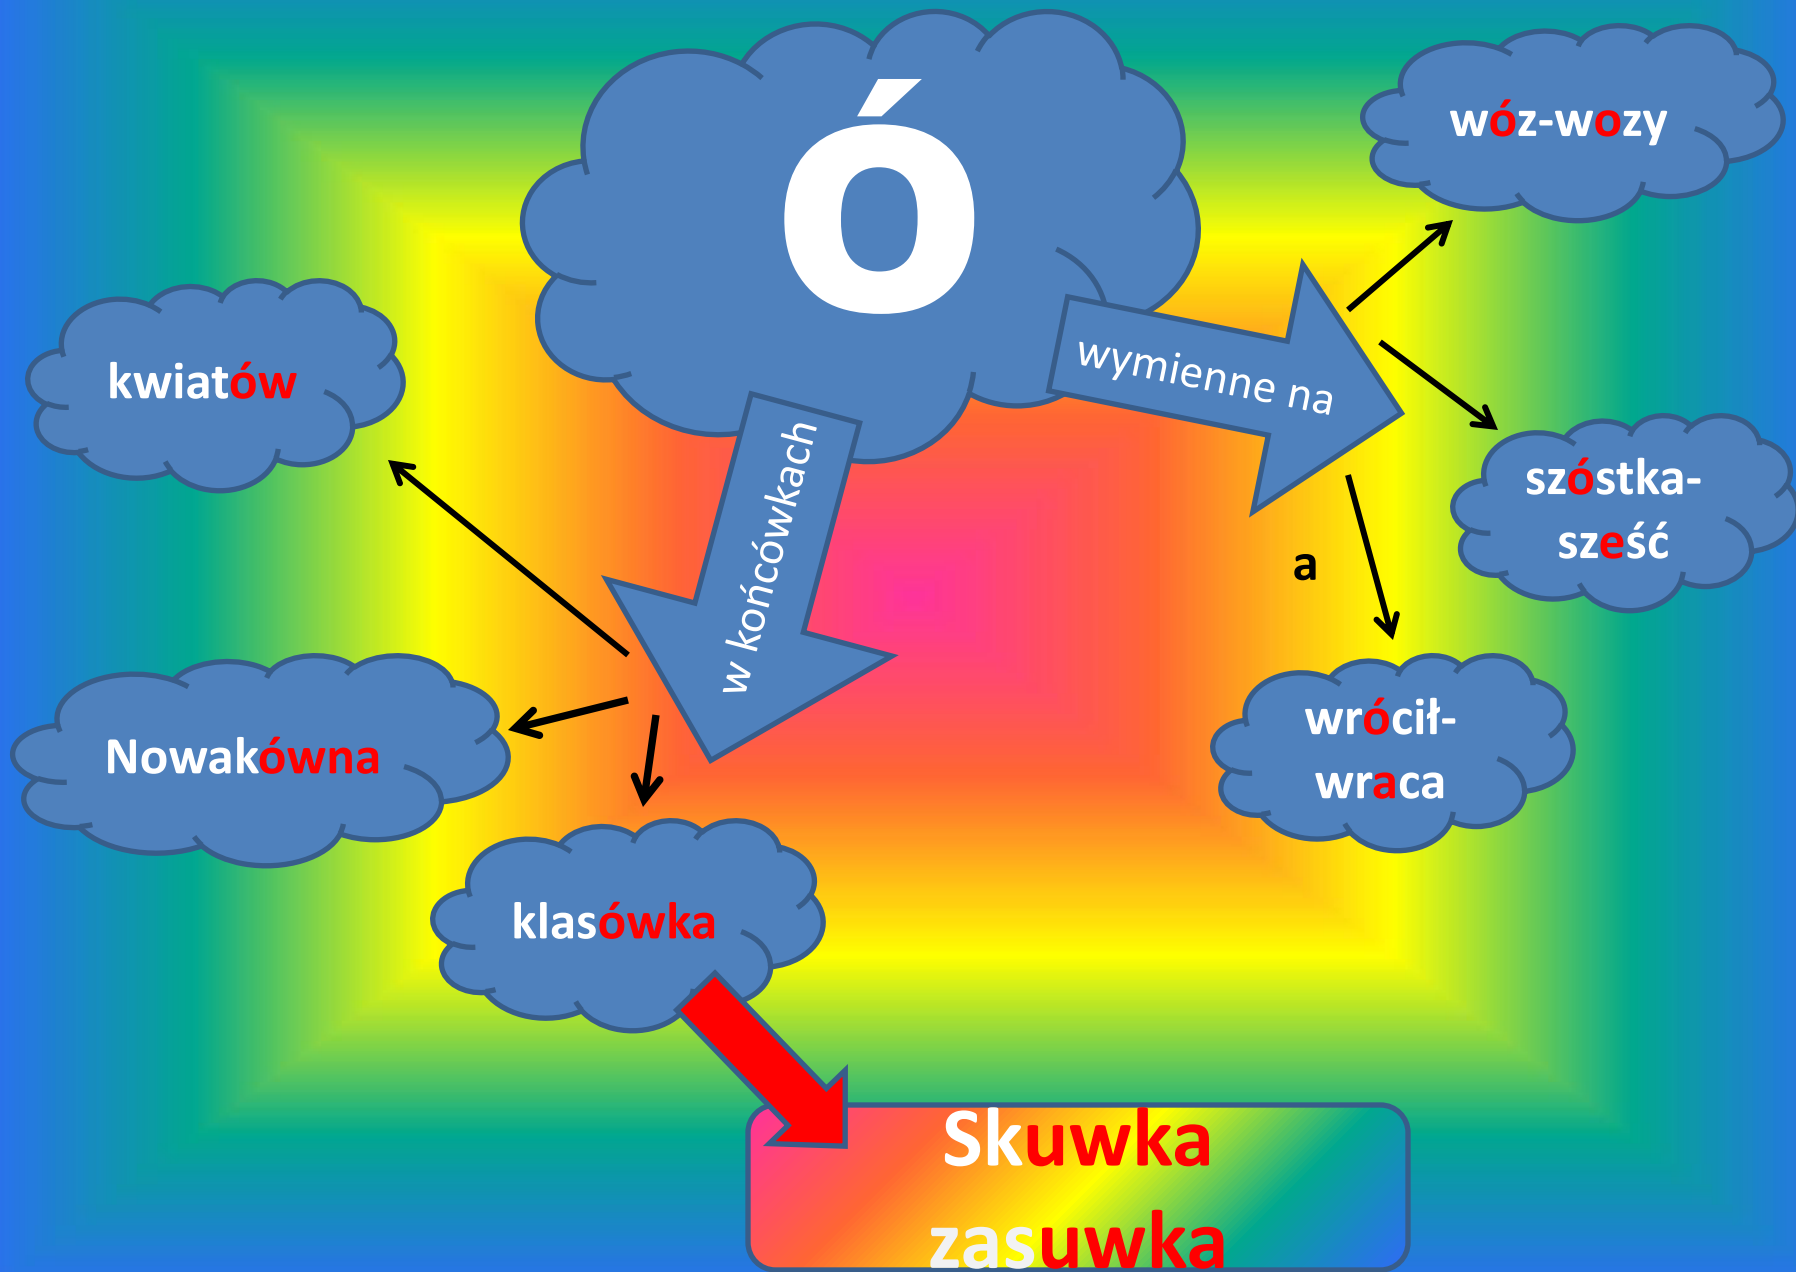 ó
wóz-wozy
wymienne na
kwiatów
w końcówkach
szóstka-
sześć
a
Nowakówna
wrócił-
wraca
klasówka
Skuwka
zasuwka